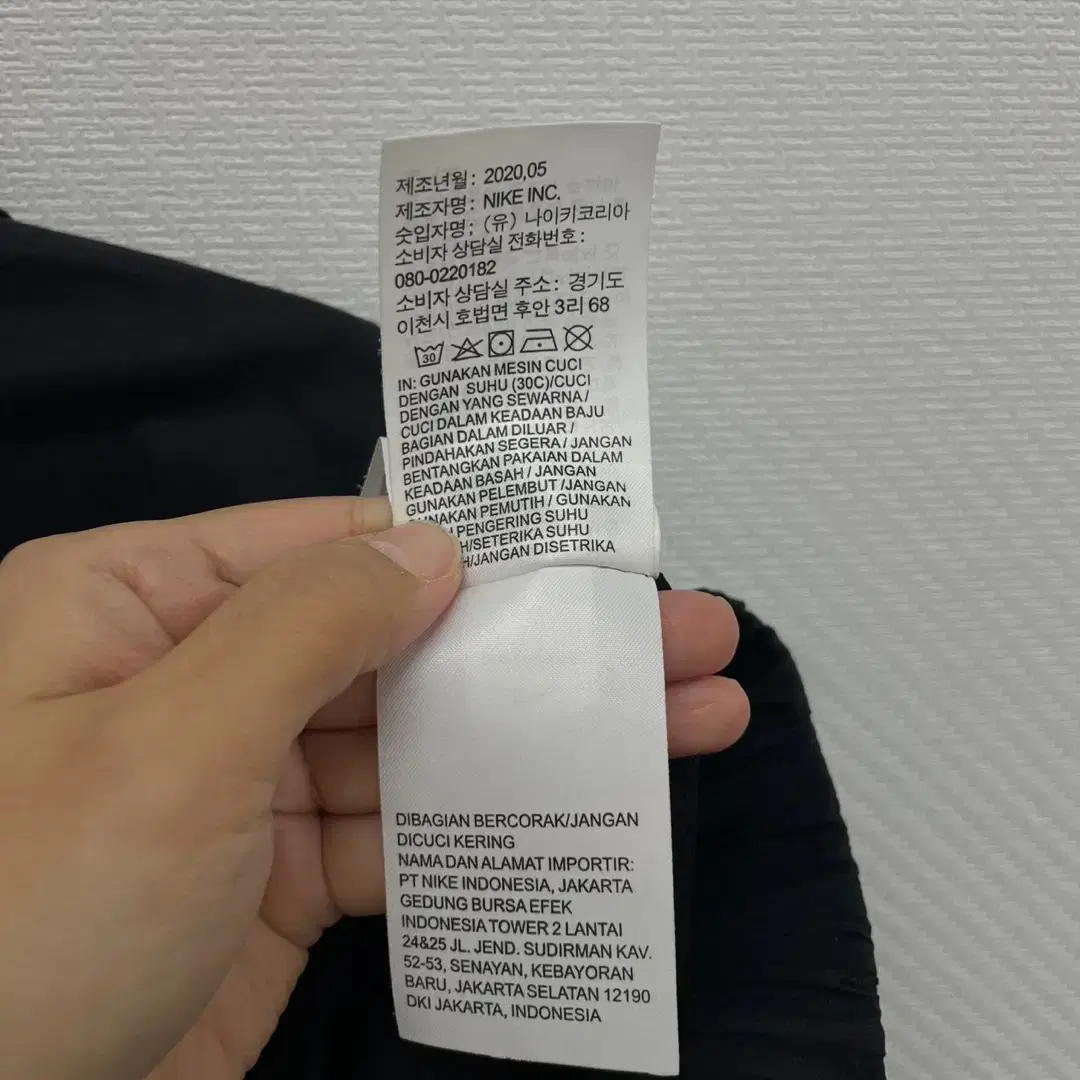 제조년월: 2020,05
제조자명: NIKE INC.
숫입자명; (유) 나이키코리아
소비자 상담실 전화번호:
080-0220182
소비자 상담실 주소: 경기도
이천시 호법면 후안 3리 68
30
IN: GUNAKAN MESIN CUCI
DENGAN SUHU (30C)/CUCI
DENGAN YANG SEWARNA/
CUCI DALAM KEADAAN BAJU
BAGIAN DALAM DILUAR/
PINDAHAKAN SEGERA/ JANGAN
BENTANGKAN PAKAIAN DALAM
KEADAAN BASAH/ JANGAN
GUNAKAN PELEMBUT /JANGAN
GUNAKAN PEMUTIH / GUNAKAN
PENGERING SUHU
H/SETERIKA SUHU
H/JANGAN DISETRIKA
DIBAGIAN BERCORAK/JANGAN
DICUCI KERING
NAMA DAN ALAMAT IMPORTIR:
PT NIKE INDONESIA, JAKARTA
GEDUNG BURSA EFEK
INDONESIA TOWER 2 LANTAI
24&25 JL. JEND. SUDIRMAN KAV.
52-53, SENAYAN, KEBAYORAN
BARU, JAKARTA SELATAN 12190
DKI JAKARTA, INDONESIA